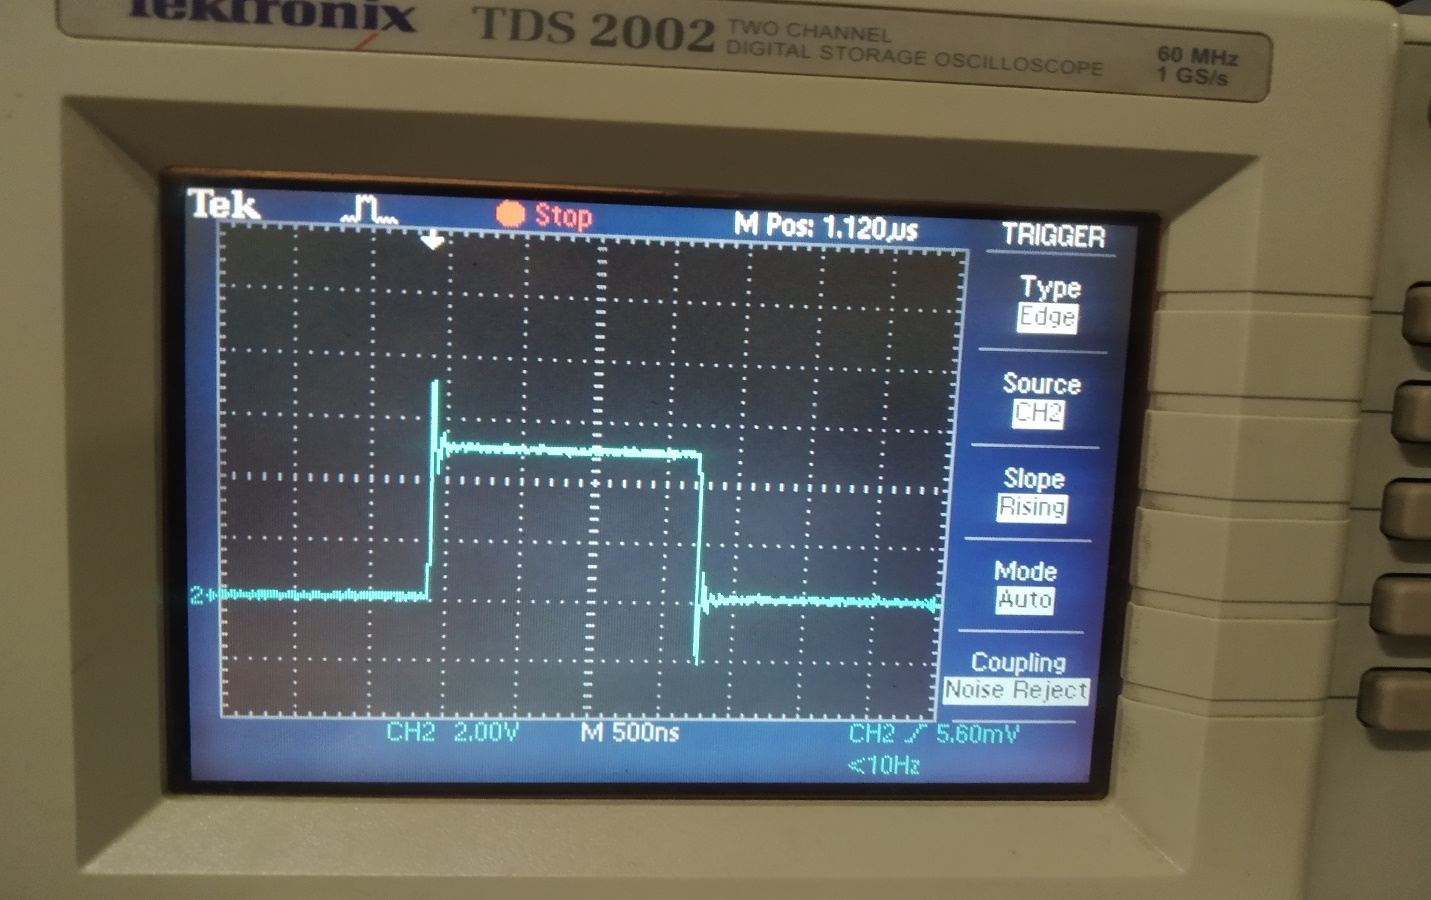 Tektronix TDS 2002 TWO CHANNEL
DIGITAL STORAGE OSCILLOSCOPE
60 MHz
1 GS/s
Tek Stop M Pos: 1.120µs TRIGGER
Type
Edge
Source
CH2
Slope
Rising
Mode
Auto
Coupling
Noise Reject
2
CH2 2.00V M 500ns CH2 5.60mV
<10Hz